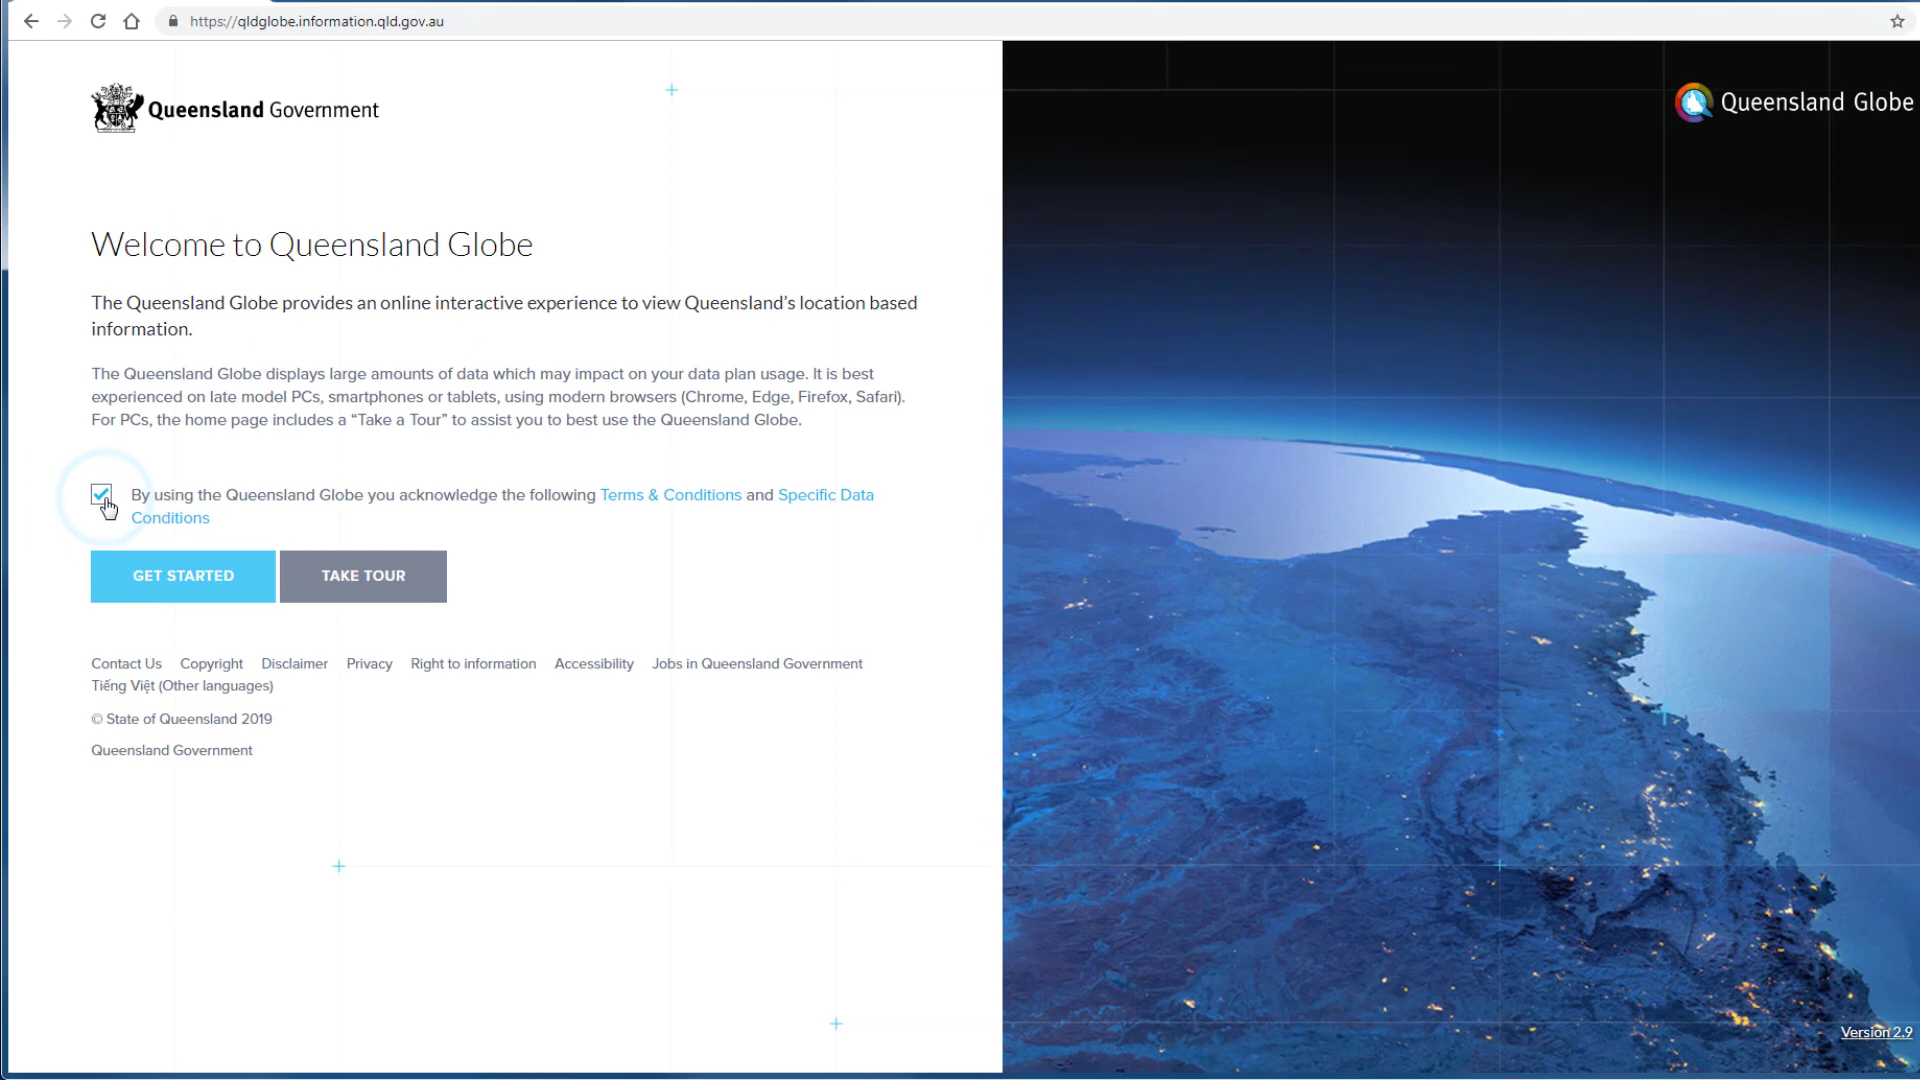 https://qldglobe.information.qld.gov.au
Queensland Government
Queensland Globe
Welcome to Queensland Globe
The Queensland Globe provides an online interactive experience to view Queensland's location based
information.
The Queensland Globe displays large amounts of data which may impact on your data plan usage. It is best
experienced on late model PCs, smartphones or tablets, using modern browsers (Chrome, Edge, Firefox, Safari).
For PCs, the home page includes a “Take a Tour” to assist you to best use the Queensland Globe.
By using the Queensland Globe you acknowledge the following Terms & Conditions and Specific Data
Conditions
GET STARTED TAKE TOUR
Contact Us Copyright Disclaimer Privacy Right to information Accessibility Jobs in Queensland Government
Tiếng Việt (Other languages)
© State of Queensland 2019
Queensland Government
Version 2.9